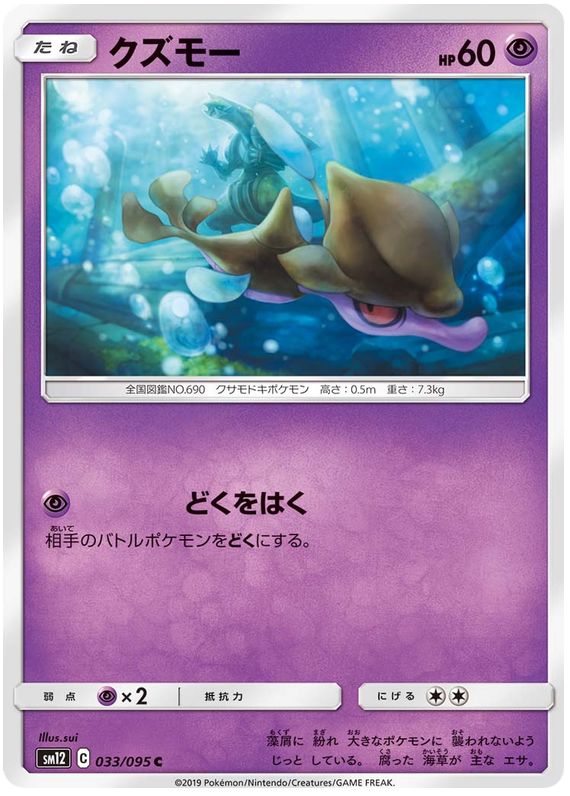 たね クズモー HP60
全国図鑑NO.690 クサモドキポケモン 高さ:0.5m 重さ:7.3kg
どくをはく
相手のバトルポケモンをどくにする。
弱点 ×2 抵抗力 にげる
Illus.sui
藻屑に 紛れ 大きなポケモンに 襲われないよう
じっと している。 腐った 海草が 主な エサ。
SM12 C 033/095 C
©2019 Pokémon/Nintendo/Creatures/GAME FREAK.